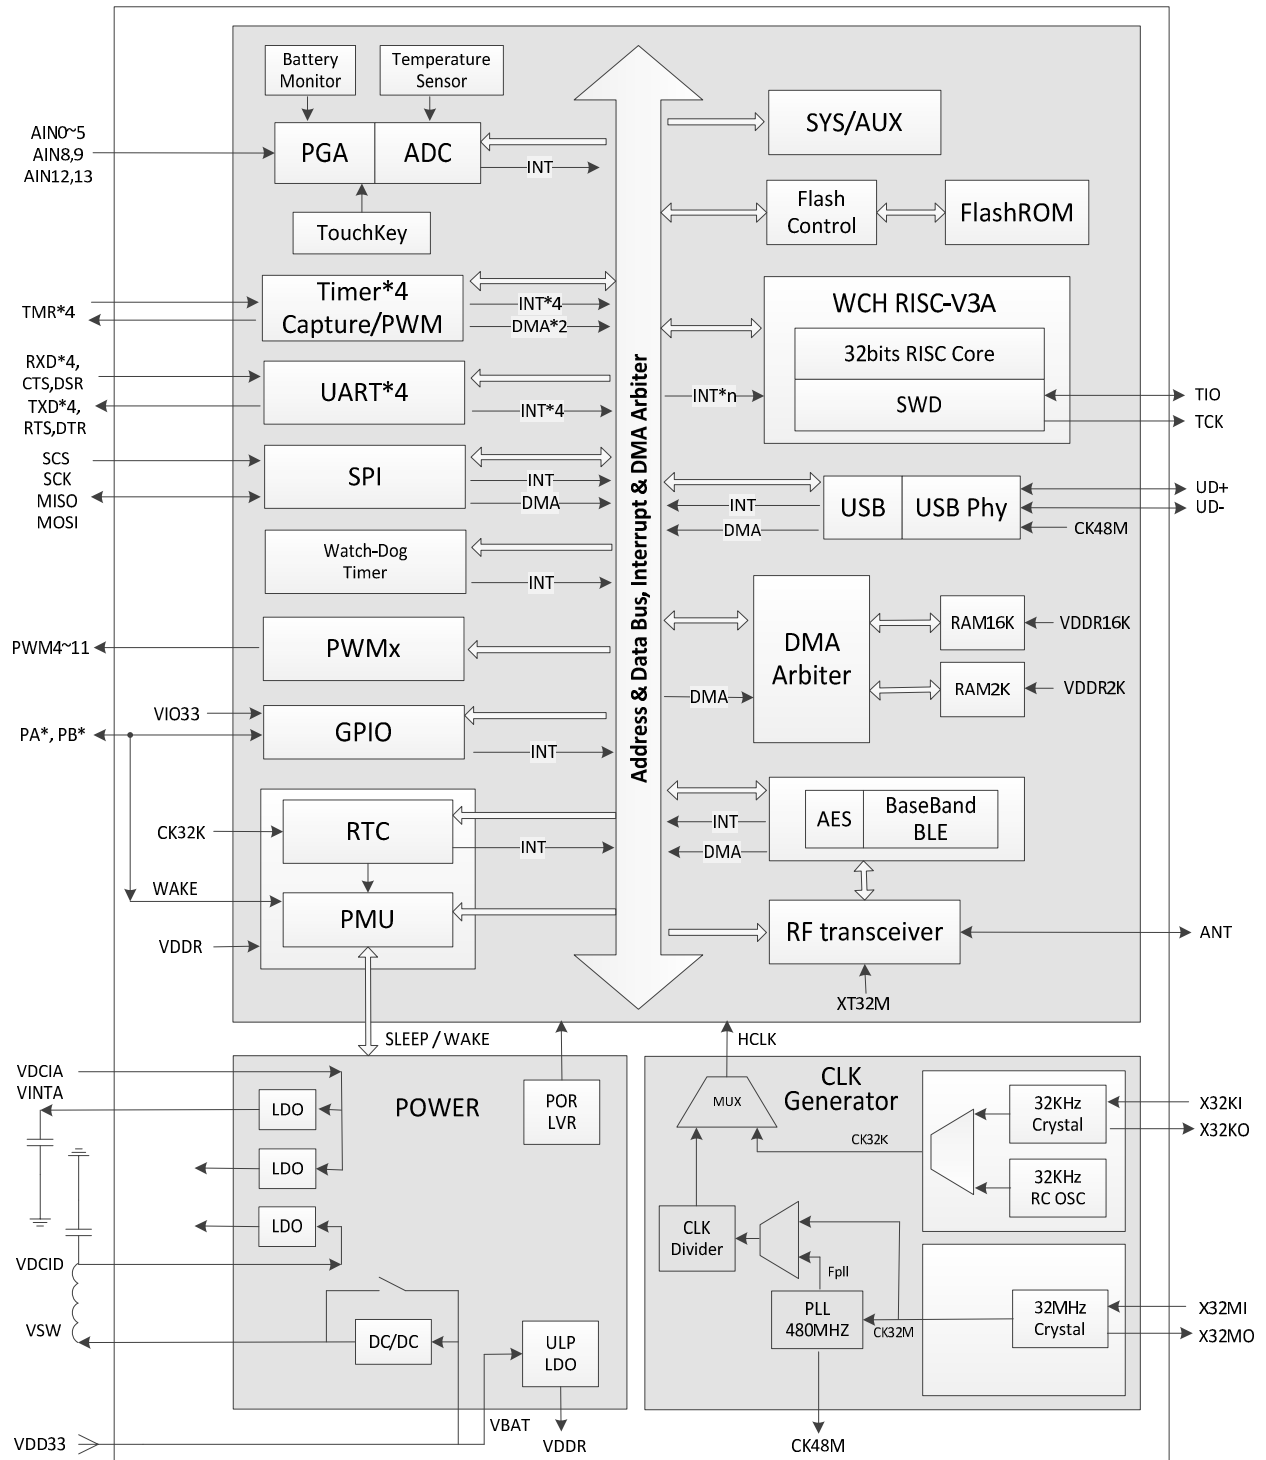 Battery
Monitor
Temperature
Sensor
AIN0~5
AIN8,9
AIN12,13
PGA
ADC
INT
TouchKey
SYS/AUX
Flash
Control
FlashROM
TMR*4
Timer*4
Capture/PWM
INT*4
DMA*2
WCH RISC-V3A
32bits RISC Core
SWD
INT*n
TIO
TCK
RXD*4,
CTS,DSR
TXD*4,
RTS,DTR
UART*4
INT*4
SCS
SCK
MISO
MOSI
SPI
INT
DMA
Address & Data Bus, Interrupt & DMA Arbiter
INT
DMA
USB
USB Phy
UD+
UD-
CK48M
Watch-Dog
Timer
INT
PWM4~11
PWMx
DMA
DMA
Arbiter
RAM16K
VDDR16K
RAM2K
VDDR2K
VIO33
PA*, PB*
GPIO
INT
CK32K
RTC
INT
WAKE
PMU
VDDR
INT
DMA
AES
BaseBand
BLE
RF transceiver
ANT
XT32M
SLEEP / WAKE
HCLK
VDCIA
VINTA
LDO
LDO
LDO
POWER
POR
LVR
VDCID
VSW
DC/DC
ULP
LDO
VBAT
VDD33
VDDR
MUX
CLK
Generator
CK32K
32KHz
Crystal
X32KI
X32KO
32KHz
RC OSC
CLK
Divider
Fpll
PLL
480MHZ
CK32M
32MHz
Crystal
X32MI
X32MO
CK48M